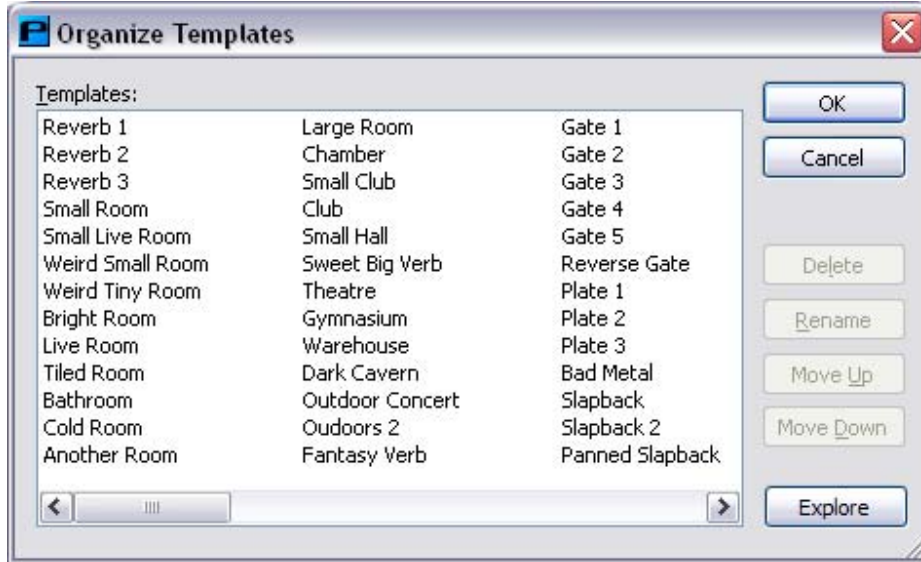 Organize Templates
Templates:
Reverb 1
Reverb 2
Reverb 3
Small Room
Small Live Room
Weird Small Room
Weird Tiny Room
Bright Room
Live Room
Tiled Room
Bathroom
Cold Room
Another Room
Large Room
Chamber
Small Club
Club
Small Hall
Sweet Big Verb
Theatre
Gymnasium
Warehouse
Dark Cavern
Outdoor Concert
Oudoors 2
Fantasy Verb
Gate 1
Gate 2
Gate 3
Gate 4
Gate 5
Reverse Gate
Plate 1
Plate 2
Plate 3
Bad Metal
Slapback
Slapback 2
Panned Slapback
OK
Cancel
Delete
Rename
Move Up
Move Down
Explore